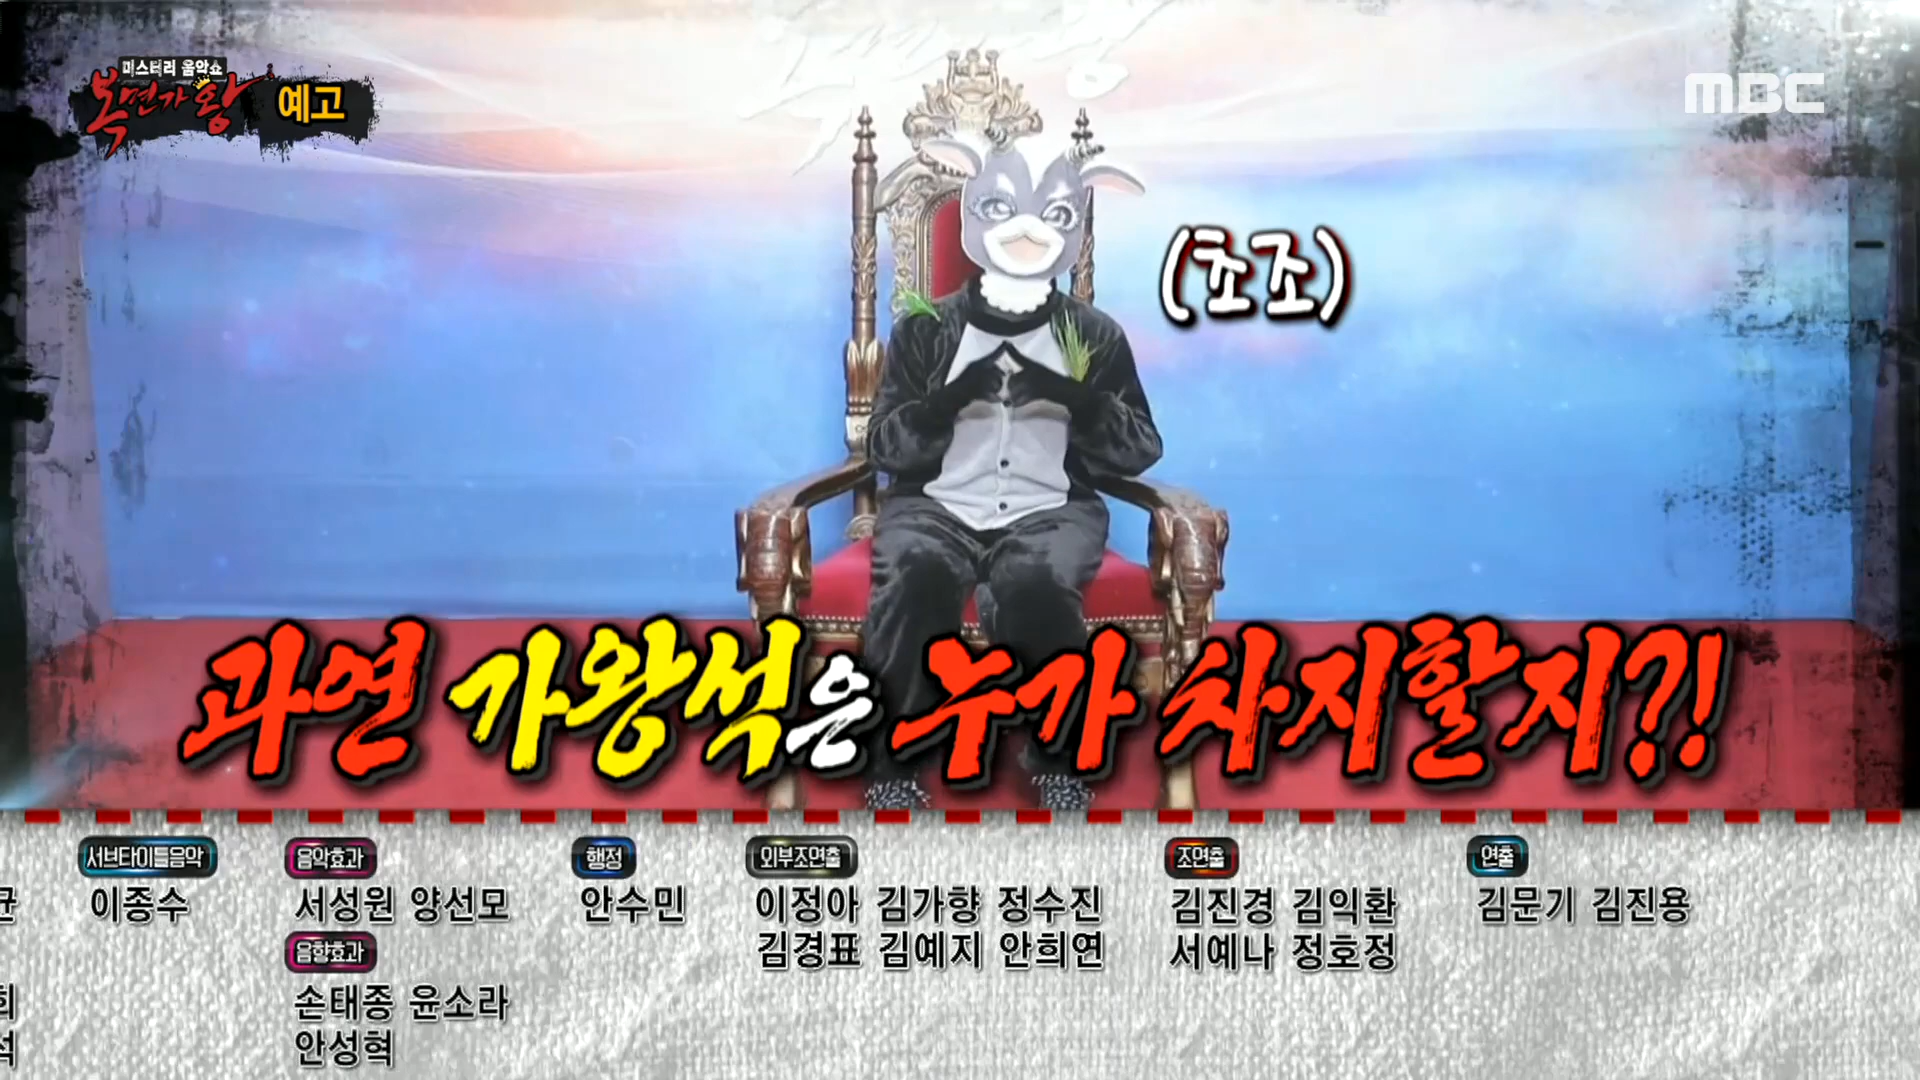 미스터리 음악쇼
복면가왕 예고
MBC
(초조)
과연 가왕석은 누가 차지할지?!
서브타이틀음악
이종수
음악효과
서성원 양선모
음향효과
손태종 윤소라
안성혁
행정
안수민
외부조연출
이정아 김가향 정수진
김경표 김예지 안희연
조연출
김진경 김익환
서예나 정호정
연출
김문기 김진용